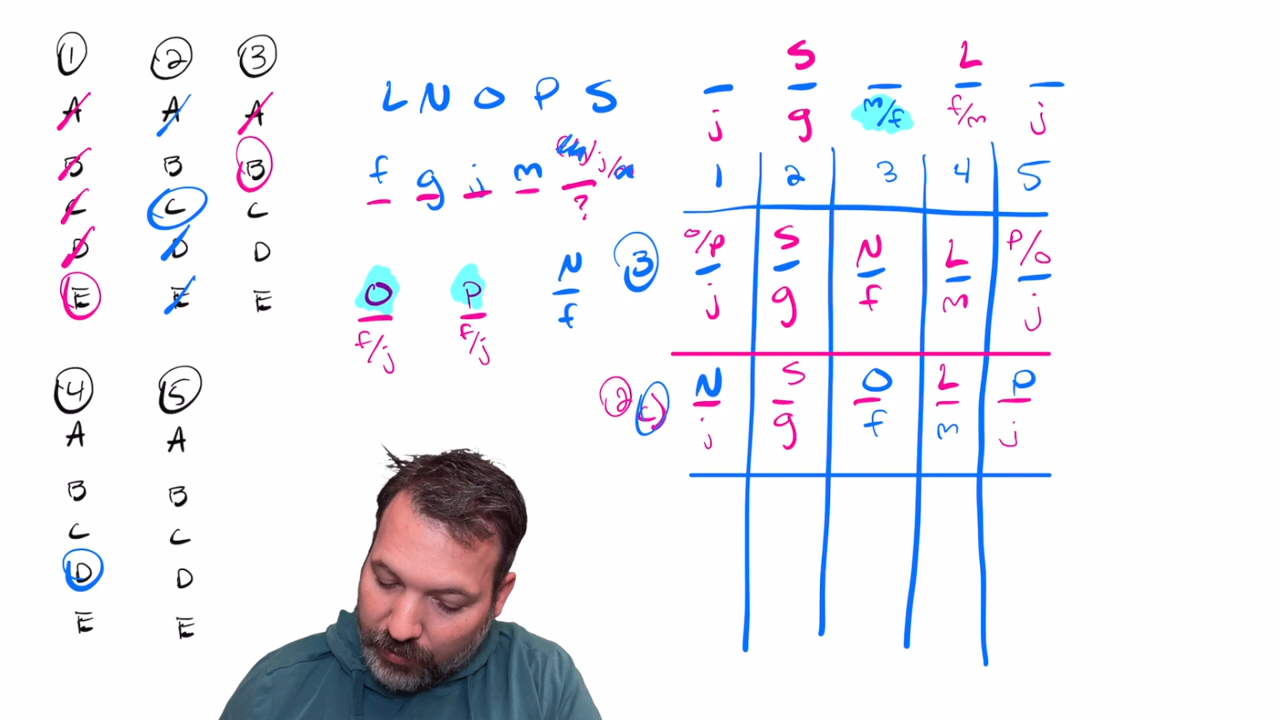 1 2 3
A A A
B B B
C C C
D D D
E E E
4 5
A A
B B
C C
D D
E E
L N O P S
f g j m j/
?
O P N
f/j f/j f
S L
j g m/f f/m j
1 2 3 4 5
3 O/P S N L P/O
j g f m j
2 C N S O L P
j g f m j